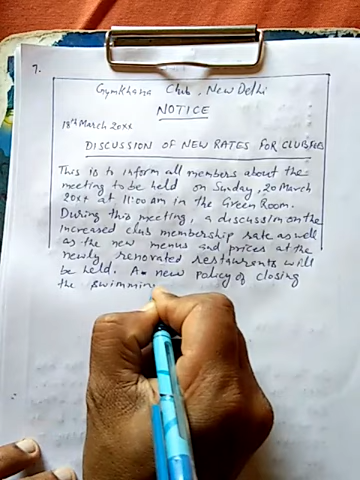 7.
Gymkhana Club, New Delhi
NOTICE
18th March 20xx
DISCUSSION OF NEW RATES FOR CLUB FEES
This is to inform all members about the
meeting to be held on Sunday, 20 March
20xx at 11:00 am in the Green Room.
During this meeting, a discussion on the
increased club membership rate as well
as the new menus and prices at the
newly renovated restaurants will
be held. A new policy of closing
the swimmin